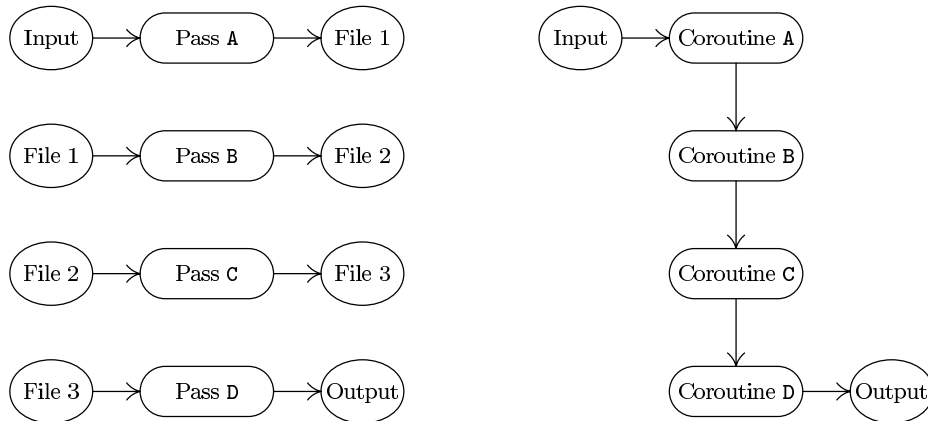 Input Pass A File 1
File 1 Pass B File 2
File 2 Pass C File 3
File 3 Pass D Output
Input Coroutine A
Coroutine B
Coroutine C
Coroutine D Output